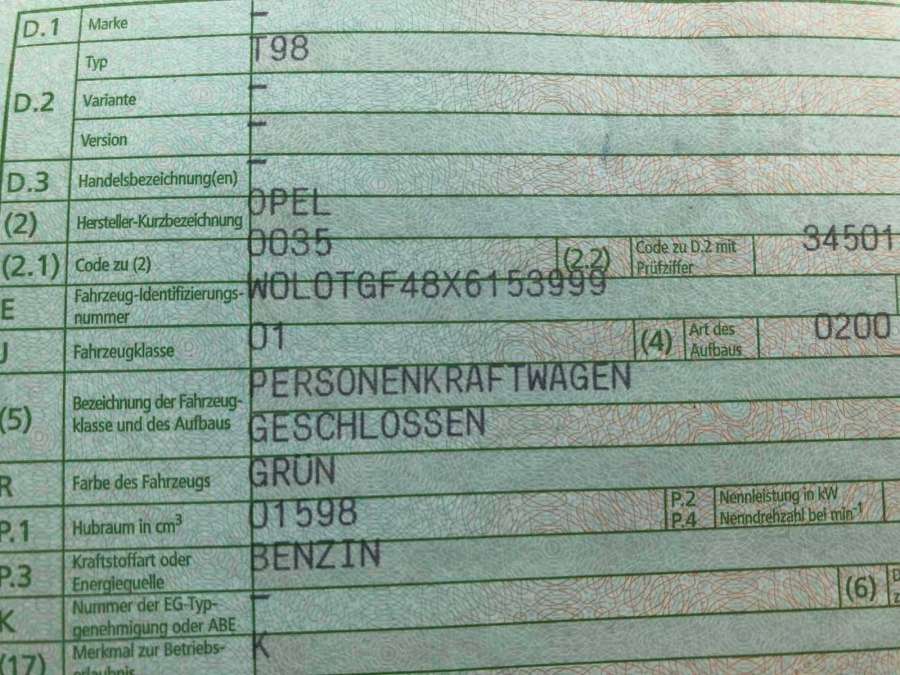 D.1 Marke –
D.2 Typ T98
Variante –
Version –
D.3 Handelsbezeichnung(en) –
(2) Hersteller-Kurzbezeichnung OPEL
(2.1) Code zu (2) 0035 (2.2) Code zu D.2 mit Prüfziffer 34501
E Fahrzeug-Identifizierungs-
nummer W0L0TGF48X6153999
J Fahrzeugklasse 01 (4) Art des Aufbaus 0200
(5) Bezeichnung der Fahrzeug- PERSONENKRAFTWAGEN
klasse und des Aufbaus GESCHLOSSEN
R Farbe des Fahrzeugs GRÜN
P.1 Hubraum in cm³ 01598 P.2 Nennleistung in kW
P.4 Nenndrehzahl bei min⁻¹
P.3 Kraftstoffart oder
Energiequelle BENZIN
K Nummer der EG-Typ- –
genehmigung oder ABE (6)
(17) Merkmal zur Betriebs- K
erlaubnis